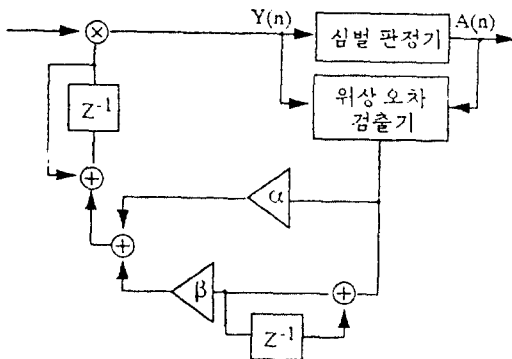 Y(n)
심벌 판정기
A(n)
위상 오차
검출기
Z-1
α
β
Z-1